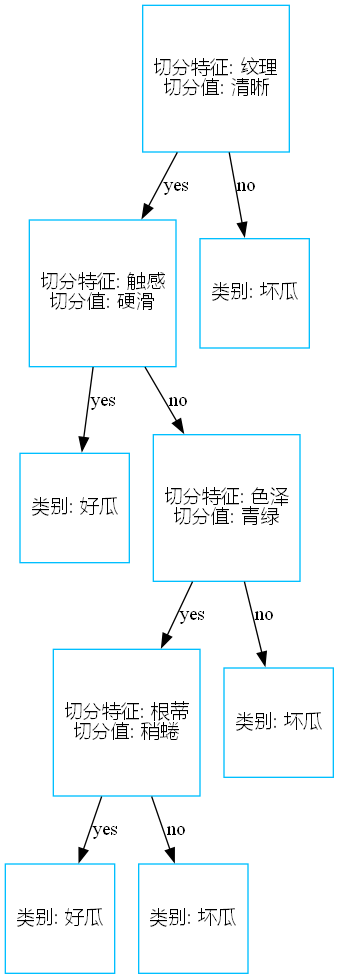 切分特征: 纹理
切分值: 清晰
yes
no
切分特征: 触感
切分值: 硬滑
类别: 坏瓜
yes
no
类别: 好瓜
切分特征: 色泽
切分值: 青绿
yes
no
切分特征: 根蒂
切分值: 稍蜷
类别: 坏瓜
yes
no
类别: 好瓜
类别: 坏瓜